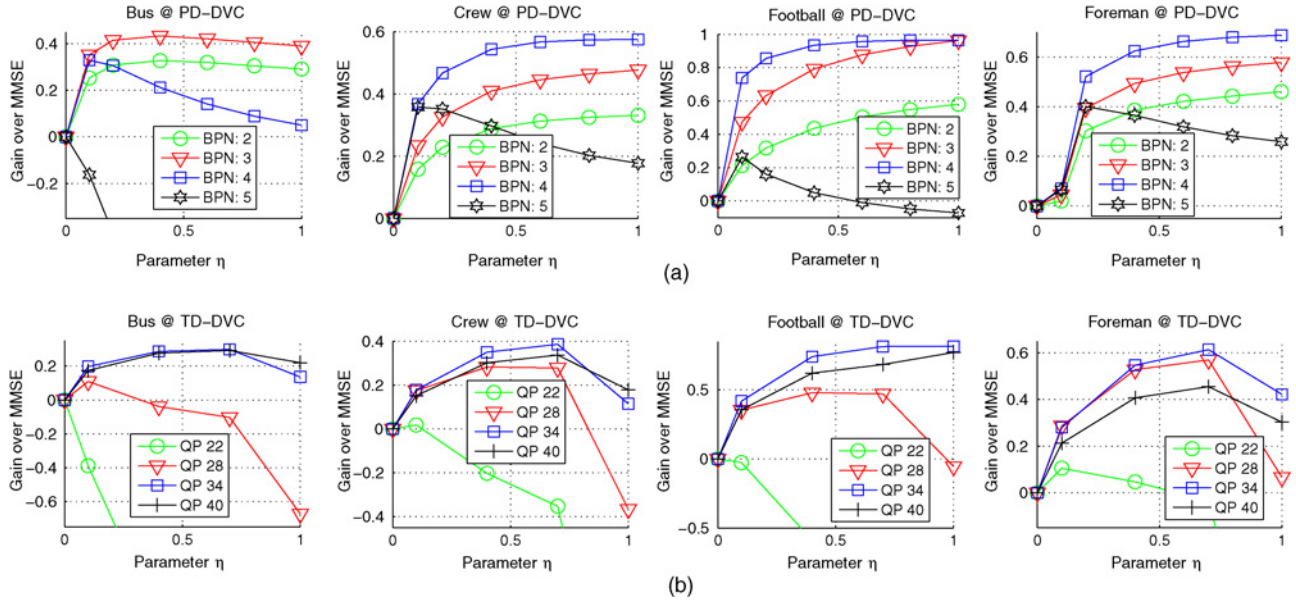 Bus @ PD-DVC
Gain over MMSE
0.4
0.2
0
-0.2
BPN: 2
BPN: 3
BPN: 4
BPN: 5
0
0.5
1
Parameter η
Crew @ PD-DVC
Gain over MMSE
0.6
0.4
0.2
0
BPN: 2
BPN: 3
BPN: 4
BPN: 5
0
0.5
1
Parameter η
Football @ PD-DVC
Gain over MMSE
1
0.8
0.6
0.4
0.2
0
BPN: 2
BPN: 3
BPN: 4
BPN: 5
0
0.5
1
Parameter η
Foreman @ PD-DVC
Gain over MMSE
0.6
0.4
0.2
0
BPN: 2
BPN: 3
BPN: 4
BPN: 5
0
0.5
1
Parameter η
(a)
Bus @ TD-DVC
Gain over MMSE
0.2
0
-0.2
-0.4
-0.6
QP 22
QP 28
QP 34
QP 40
0
0.5
1
Parameter η
Crew @ TD-DVC
Gain over MMSE
0.4
0.2
0
-0.2
-0.4
QP 22
QP 28
QP 34
QP 40
0
0.5
1
Parameter η
Football @ TD-DVC
Gain over MMSE
0.5
0
-0.5
QP 22
QP 28
QP 34
QP 40
0
0.5
1
Parameter η
Foreman @ TD-DVC
Gain over MMSE
0.6
0.4
0.2
0
QP 22
QP 28
QP 34
QP 40
0
0.5
1
Parameter η
(b)